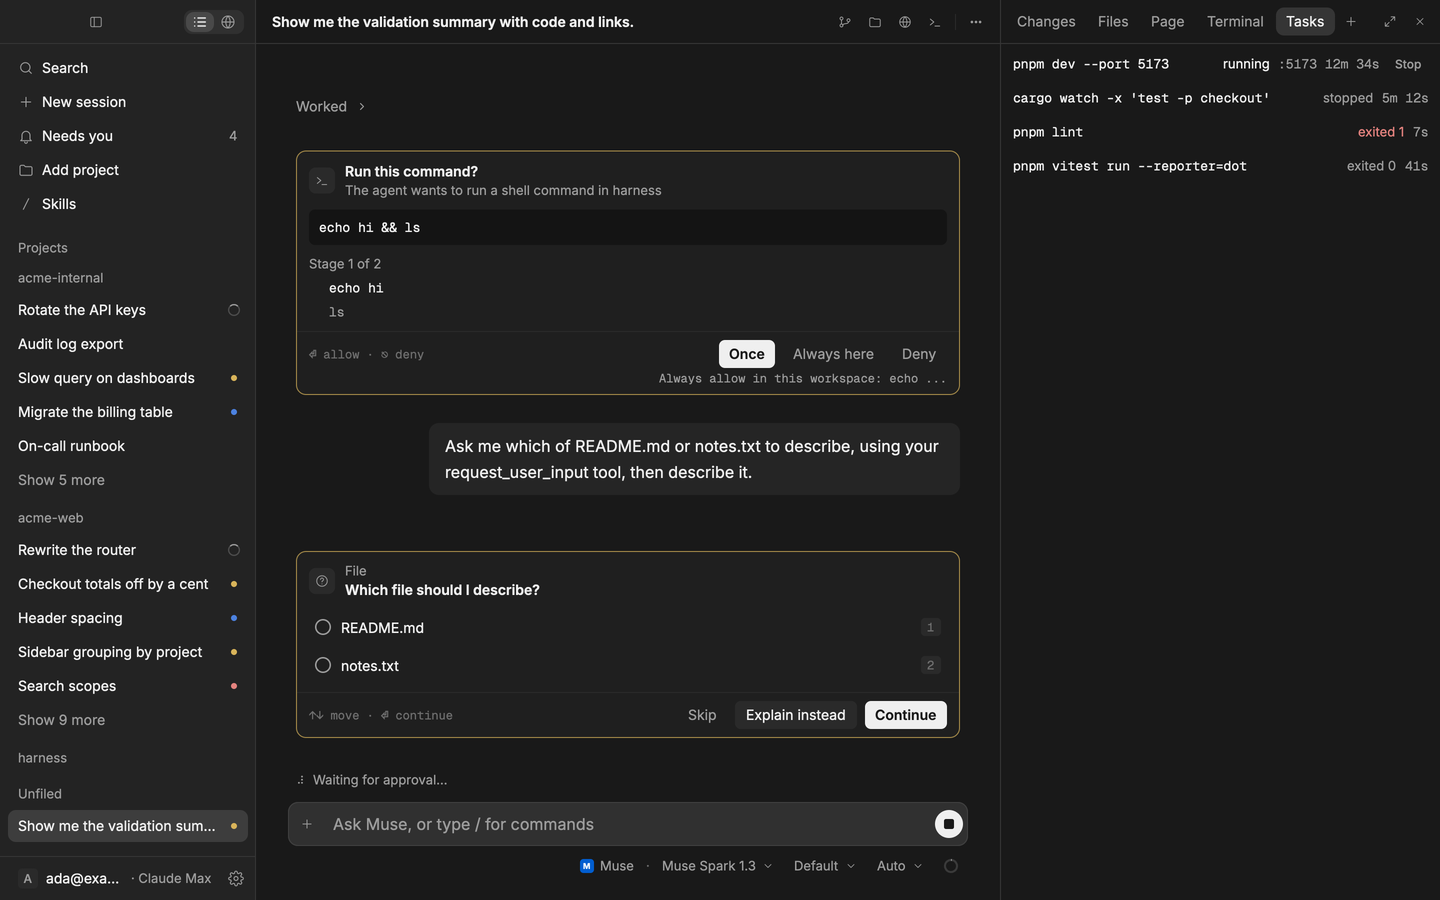 Search
New session
Needs you 4
Add project
Skills
Projects
acme-internal
Rotate the API keys
Audit log export
Slow query on dashboards
Migrate the billing table
On-call runbook
Show 5 more
acme-web
Rewrite the router
Checkout totals off by a cent
Header spacing
Sidebar grouping by project
Search scopes
Show 9 more
harness
Unfiled
Show me the validation sum...
A ada@exa... · Claude Max
Show me the validation summary with code and links.
Worked
Run this command?
The agent wants to run a shell command in harness
echo hi && ls
Stage 1 of 2
echo hi
ls
allow · deny Once Always here Deny
Always allow in this workspace: echo ...
Ask me which of README.md or notes.txt to describe, using your
request_user_input tool, then describe it.
File
Which file should I describe?
README.md 1
notes.txt 2
move · continue Skip Explain instead Continue
Waiting for approval...
Ask Muse, or type / for commands
M Muse · Muse Spark 1.3 Default Auto
Changes Files Page Terminal Tasks
pnpm dev --port 5173 running :5173 12m 34s Stop
cargo watch -x 'test -p checkout' stopped 5m 12s
pnpm lint exited 1 7s
pnpm vitest run --reporter=dot exited 0 41s